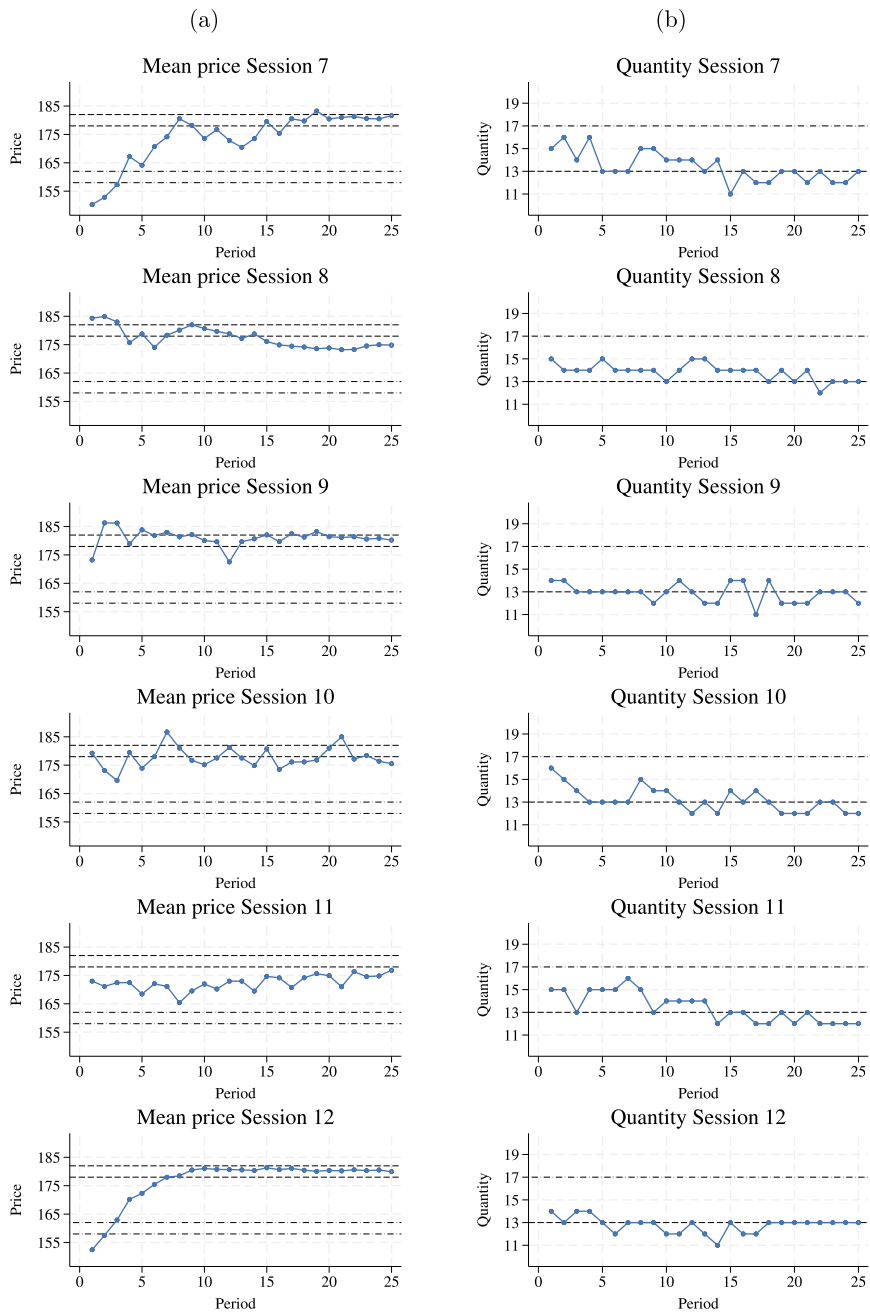 (a)
(b)
Mean price Session 7
Price
185
175
165
155
0 5 10 15 20 25
Period
Quantity Session 7
Quantity
19
17
15
13
11
0 5 10 15 20 25
Period
Mean price Session 8
Price
185
175
165
155
0 5 10 15 20 25
Period
Quantity Session 8
Quantity
19
17
15
13
11
0 5 10 15 20 25
Period
Mean price Session 9
Price
185
175
165
155
0 5 10 15 20 25
Period
Quantity Session 9
Quantity
19
17
15
13
11
0 5 10 15 20 25
Period
Mean price Session 10
Price
185
175
165
155
0 5 10 15 20 25
Period
Quantity Session 10
Quantity
19
17
15
13
11
0 5 10 15 20 25
Period
Mean price Session 11
Price
185
175
165
155
0 5 10 15 20 25
Period
Quantity Session 11
Quantity
19
17
15
13
11
0 5 10 15 20 25
Period
Mean price Session 12
Price
185
175
165
155
0 5 10 15 20 25
Period
Quantity Session 12
Quantity
19
17
15
13
11
0 5 10 15 20 25
Period